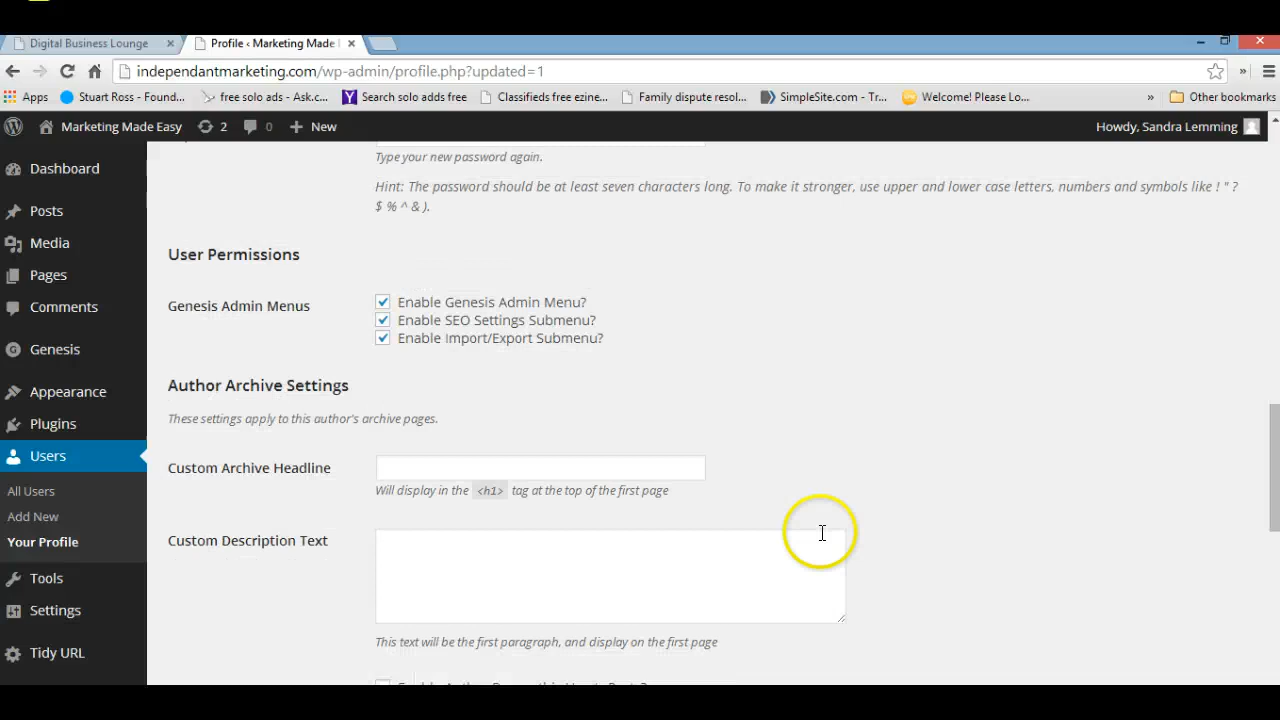 Digital Business Lounge
Profile ‹ Marketing Made
independantmarketing.com/wp-admin/profile.php?updated=1
Apps
Stuart Ross - Found...
free solo ads - Ask.c...
Search solo adds free
Classifieds free ezine...
Family dispute resol...
SimpleSite.com - Tr...
Welcome! Please Lo...
»
Other bookmarks
Marketing Made Easy
2
0
New
Howdy, Sandra Lemming
Dashboard
Posts
Media
Pages
Comments
Genesis
Appearance
Plugins
Users
All Users
Add New
Your Profile
Tools
Settings
Tidy URL
Type your new password again.
Hint: The password should be at least seven characters long. To make it stronger, use upper and lower case letters, numbers and symbols like ! " ?
$ % ^ & ).
User Permissions
Genesis Admin Menus
Enable Genesis Admin Menu?
Enable SEO Settings Submenu?
Enable Import/Export Submenu?
Author Archive Settings
These settings apply to this author's archive pages.
Custom Archive Headline
Will display in the <h1> tag at the top of the first page
Custom Description Text
This text will be the first paragraph, and display on the first page